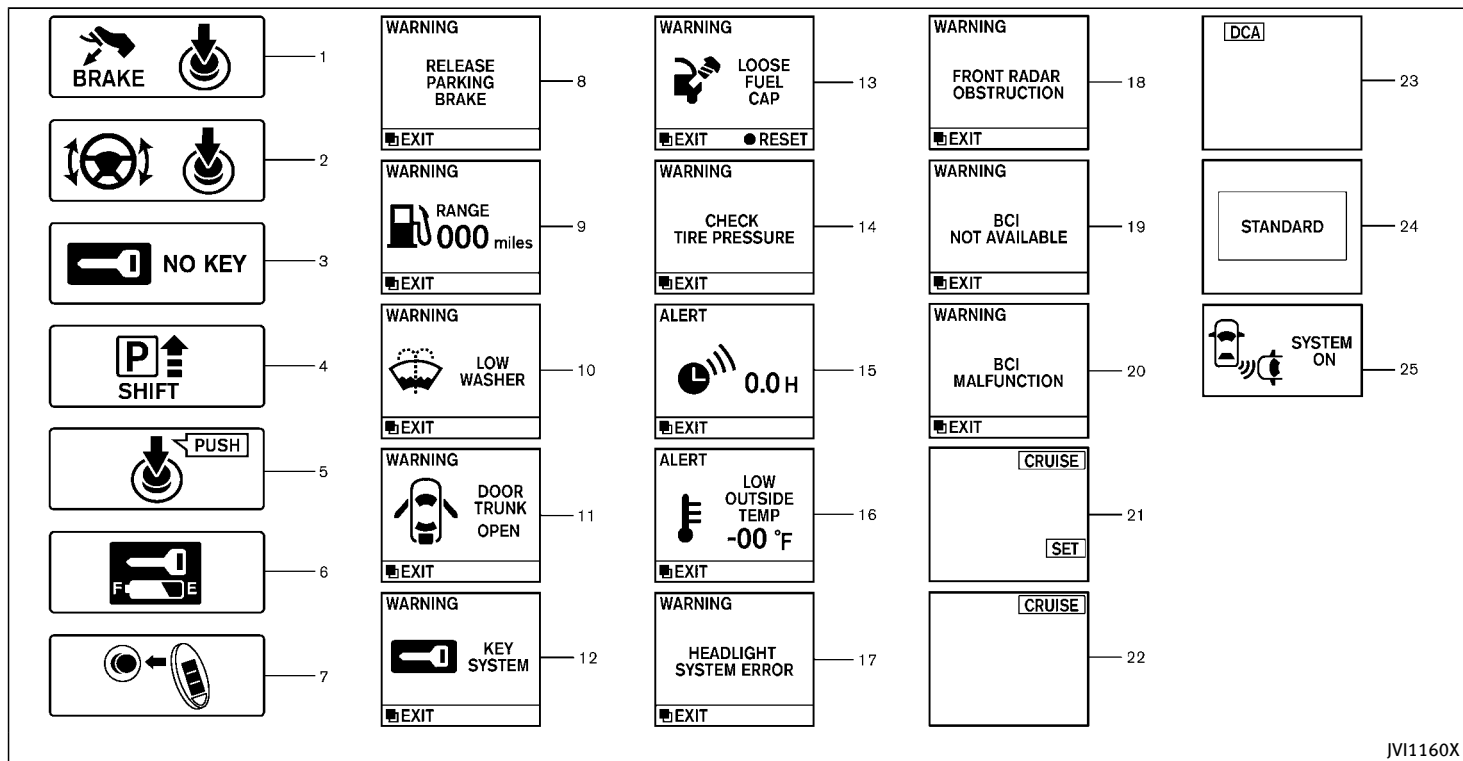 BRAKE
1
2
NO KEY
3
P
SHIFT
4
PUSH
5
F E
6
7
WARNING
RELEASE
PARKING
BRAKE
EXIT
8
WARNING
RANGE
000 miles
EXIT
9
WARNING
LOW
WASHER
EXIT
10
WARNING
DOOR
TRUNK
OPEN
EXIT
11
WARNING
KEY
SYSTEM
EXIT
12
WARNING
LOOSE
FUEL
CAP
EXIT RESET
13
WARNING
CHECK
TIRE PRESSURE
EXIT
14
ALERT
0.0 H
EXIT
15
ALERT
LOW
OUTSIDE
TEMP
-00 °F
EXIT
16
WARNING
HEADLIGHT
SYSTEM ERROR
EXIT
17
WARNING
FRONT RADAR
OBSTRUCTION
EXIT
18
WARNING
BCI
NOT AVAILABLE
EXIT
19
WARNING
BCI
MALFUNCTION
EXIT
20
CRUISE
SET
21
CRUISE
22
DCA
23
STANDARD
24
SYSTEM
ON
25
JVI1160X